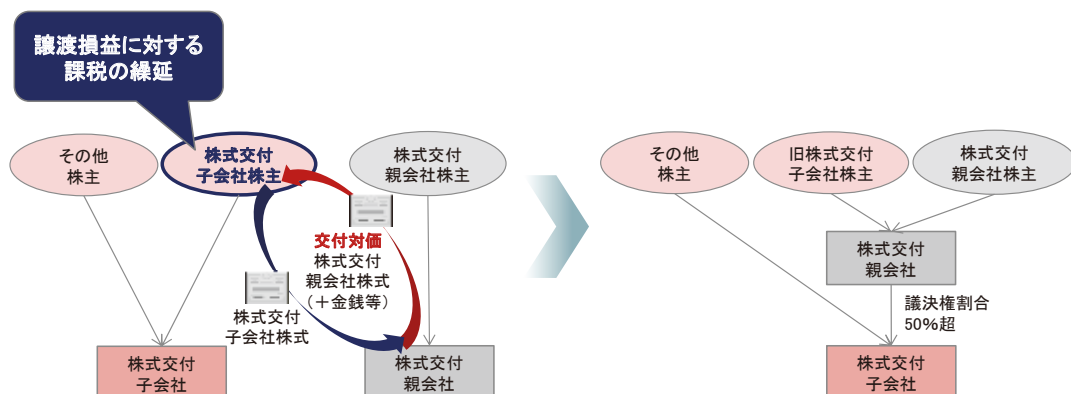 譲渡損益に対する
課税の繰延
その他
株主
株式交付
子会社株主
株式交付
親会社株主
交付対価
株式交付
親会社株式
（＋金銭等）
株式交付
子会社株式
株式交付
子会社
株式交付
親会社
その他
株主
旧株式交付
子会社株主
株式交付
親会社株主
株式交付
親会社
議決権割合
50%超
株式交付
子会社